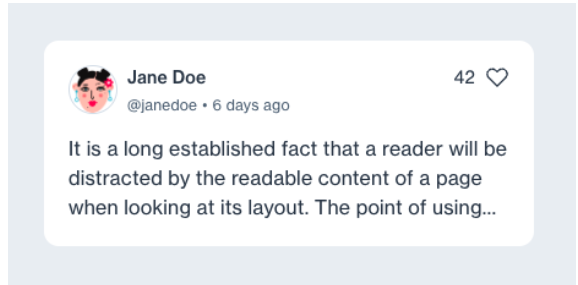 Jane Doe
42
@janedoe • 6 days ago
It is a long established fact that a reader will be
distracted by the readable content of a page
when looking at its layout. The point of using...